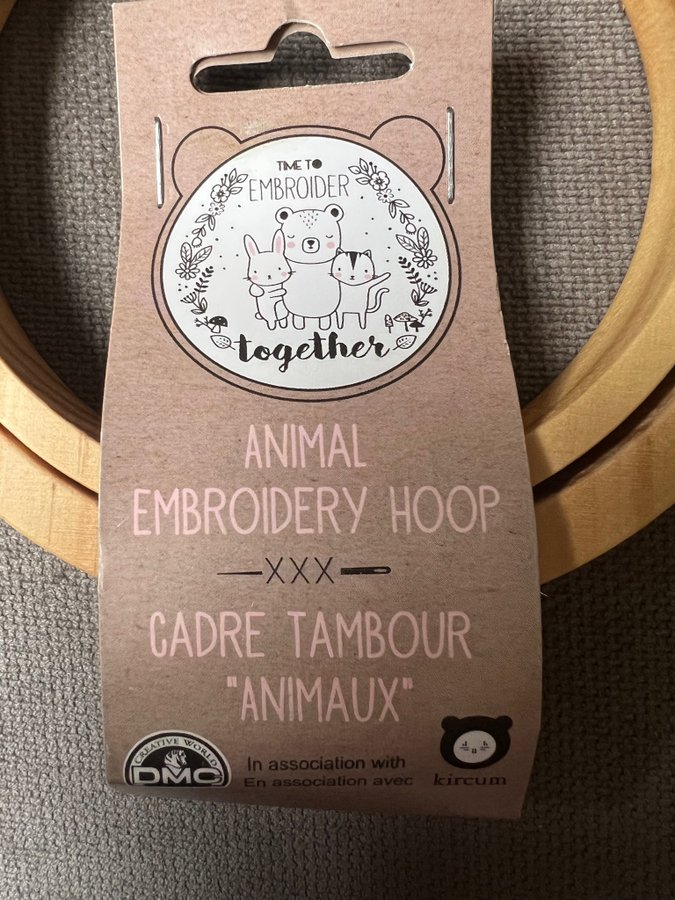 TIME TO
EMBROIDER
together
ANIMAL
EMBROIDERY HOOP
XXX
CADRE TAMBOUR
"ANIMAUX"
CREATIVE WORLD
DMC
In association with
En association avec
kircum